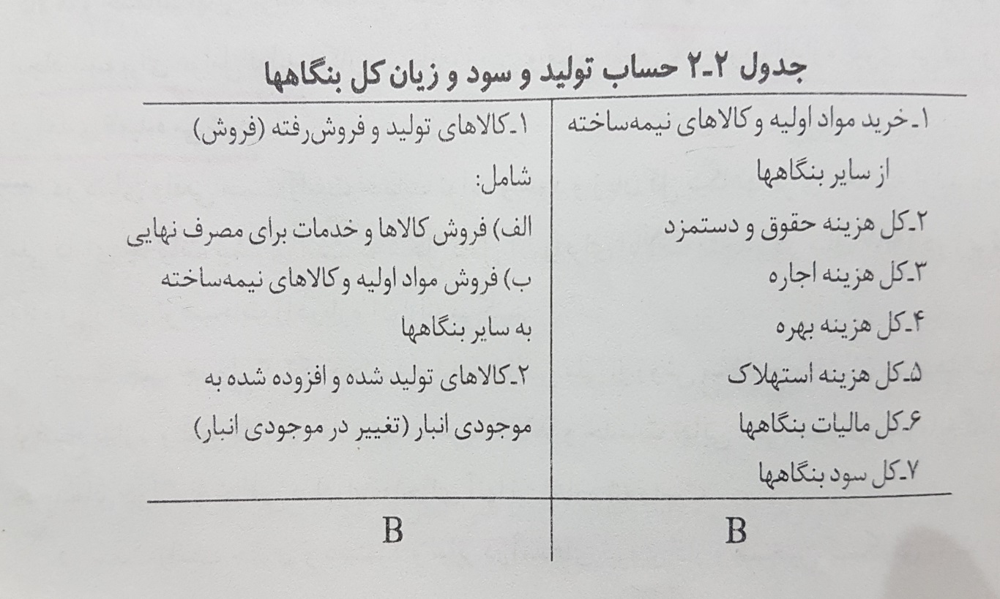 جدول ۲ـ۲ حساب تولید و سود و زیان کل بنگاهها
۱ـ خرید مواد اولیه و کالاهای نیمه‌ساخته
از سایر بنگاهها
۲ـ کل هزینه حقوق و دستمزد
۳ـ کل هزینه اجاره
۴ـ کل هزینه بهره
۵ـ کل هزینه استهلاک
۶ـ کل مالیات بنگاهها
۷ـ کل سود بنگاهها
B
۱ـ کالاهای تولید و فروش‌رفته (فروش)
شامل:
الف) فروش کالاها و خدمات برای مصرف نهایی
ب) فروش مواد اولیه و کالاهای نیمه‌ساخته
به سایر بنگاهها
۲ـ کالاهای تولید شده و افزوده شده به
موجودی انبار (تغییر در موجودی انبار)
B